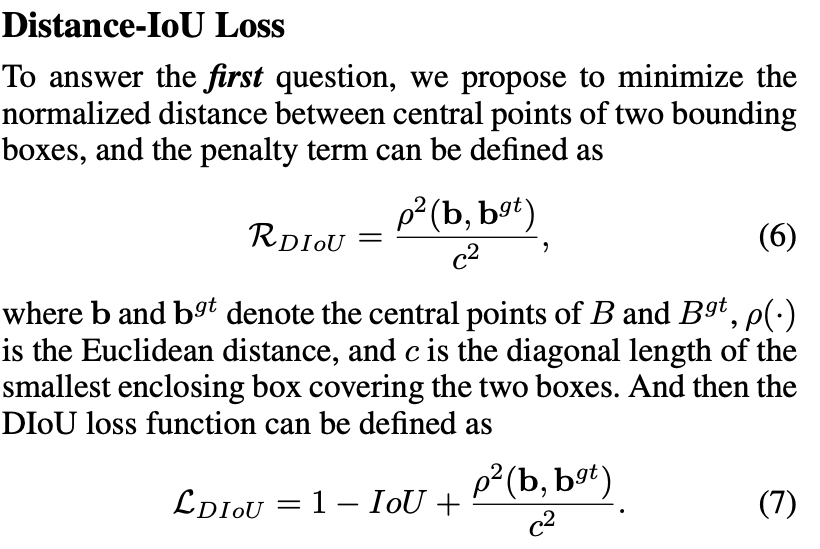 Distance-IoU Loss
To answer the first question, we propose to minimize the
normalized distance between central points of two bounding
boxes, and the penalty term can be defined as
$\mathcal{R}_{DIoU} = \frac{\rho^2(\mathbf{b}, \mathbf{b}^{gt})}{c^2},$ (6)
where $\mathbf{b}$ and $\mathbf{b}^{gt}$ denote the central points of $B$ and $B^{gt}$, $\rho(\cdot)$
is the Euclidean distance, and $c$ is the diagonal length of the
smallest enclosing box covering the two boxes. And then the
DIoU loss function can be defined as
$\mathcal{L}_{DIoU} = 1 - IoU + \frac{\rho^2(\mathbf{b}, \mathbf{b}^{gt})}{c^2}.$ (7)